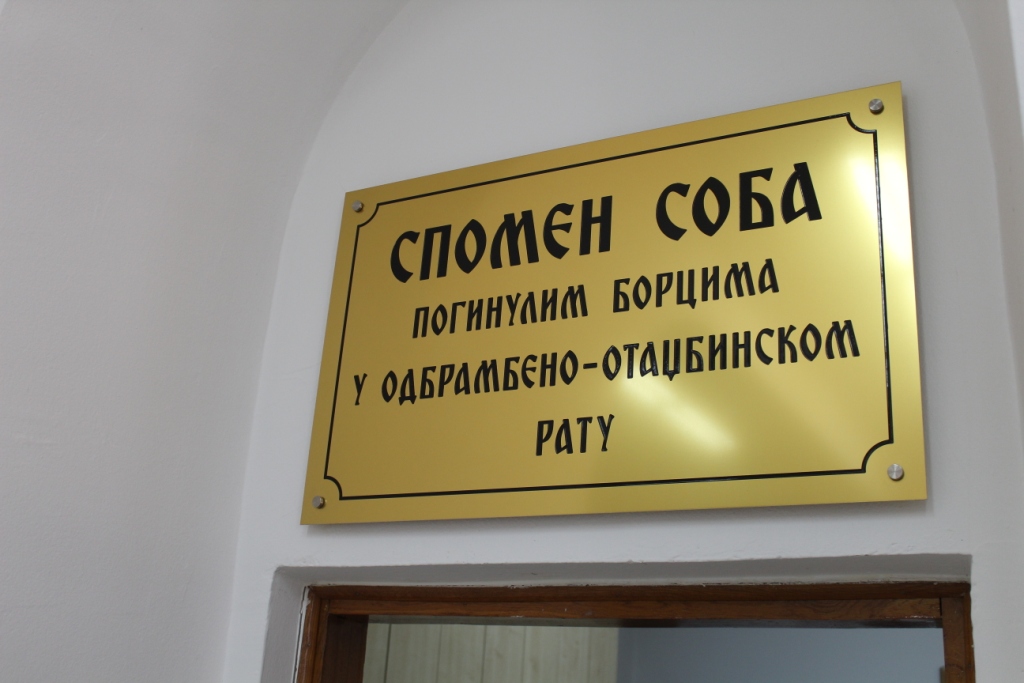 СПОМЕН СОБА
ПОГИНУЛИМ БОРЦИМА
У ОДБРАМБЕНО-ОТАЏБИНСКОМ
РАТУ